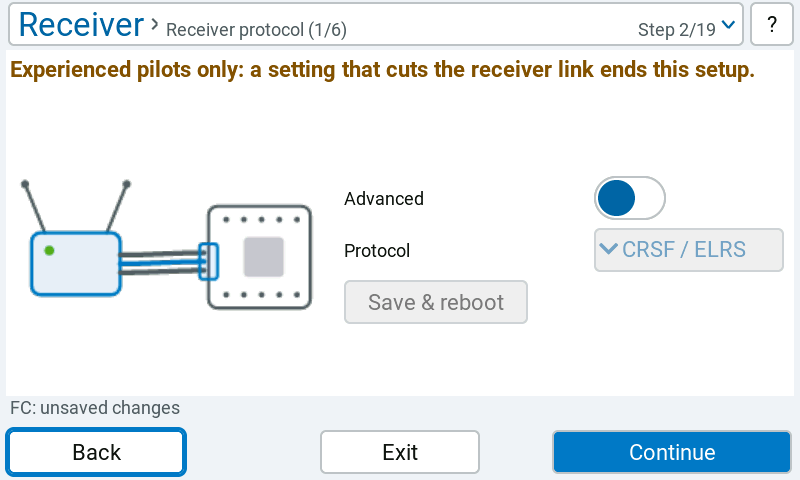 Receiver › Receiver protocol (1/6) Step 2/19 ?
Experienced pilots only: a setting that cuts the receiver link ends this setup.
Advanced
Protocol CRSF / ELRS
Save & reboot
FC: unsaved changes
Back Exit Continue